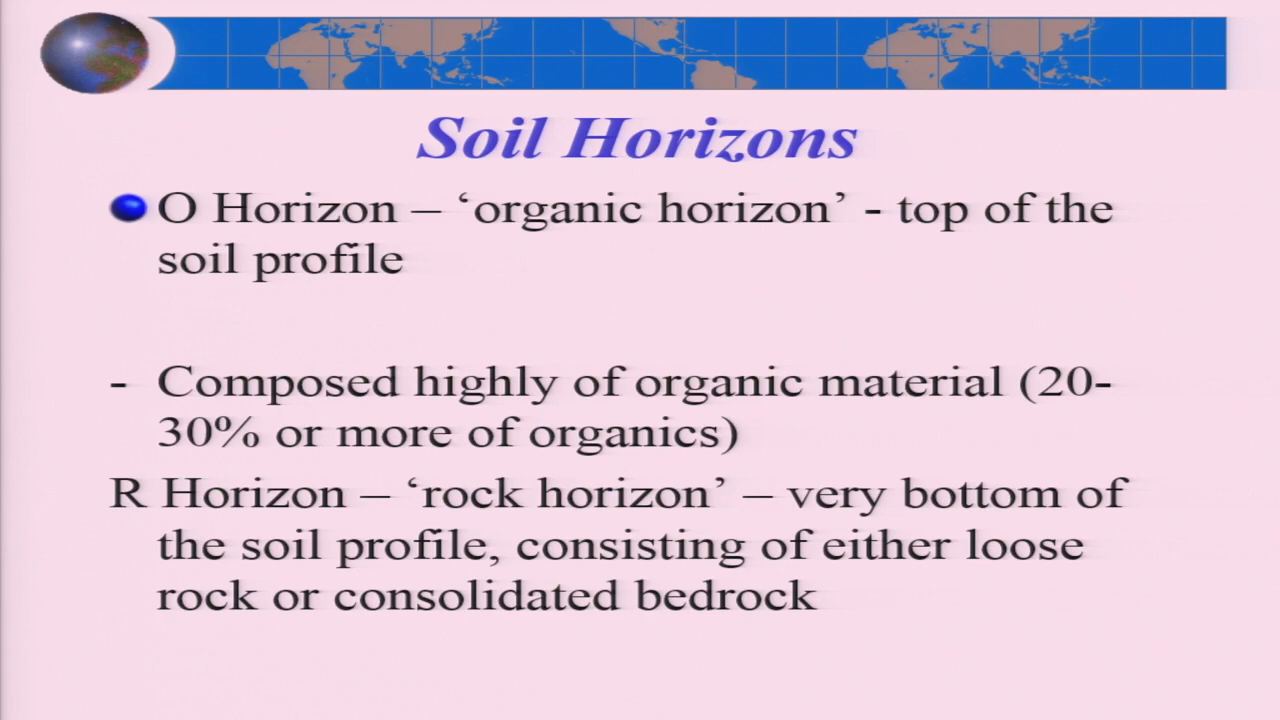 Soil Horizons
O Horizon – ‘organic horizon’ - top of the
soil profile
- Composed highly of organic material (20-
30% or more of organics)
R Horizon – ‘rock horizon’ – very bottom of
the soil profile, consisting of either loose
rock or consolidated bedrock